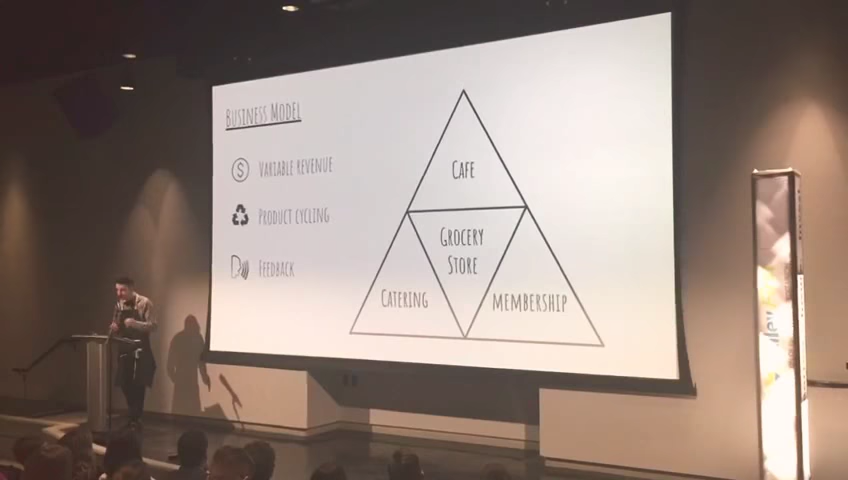 BUSINESS MODEL
VARIABLE REVENUE
PRODUCT CYCLING
FEEDBACK
CAFE
GROCERY
STORE
CATERING
MEMBERSHIP